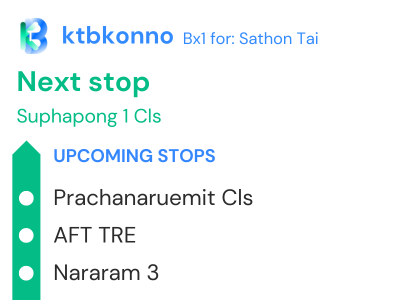 ktbkonno Bx1 for: Sathon Tai
Next stop
Suphapong 1 Cls
UPCOMING STOPS
Prachanaruemit Cls
AFT TRE
Nararam 3